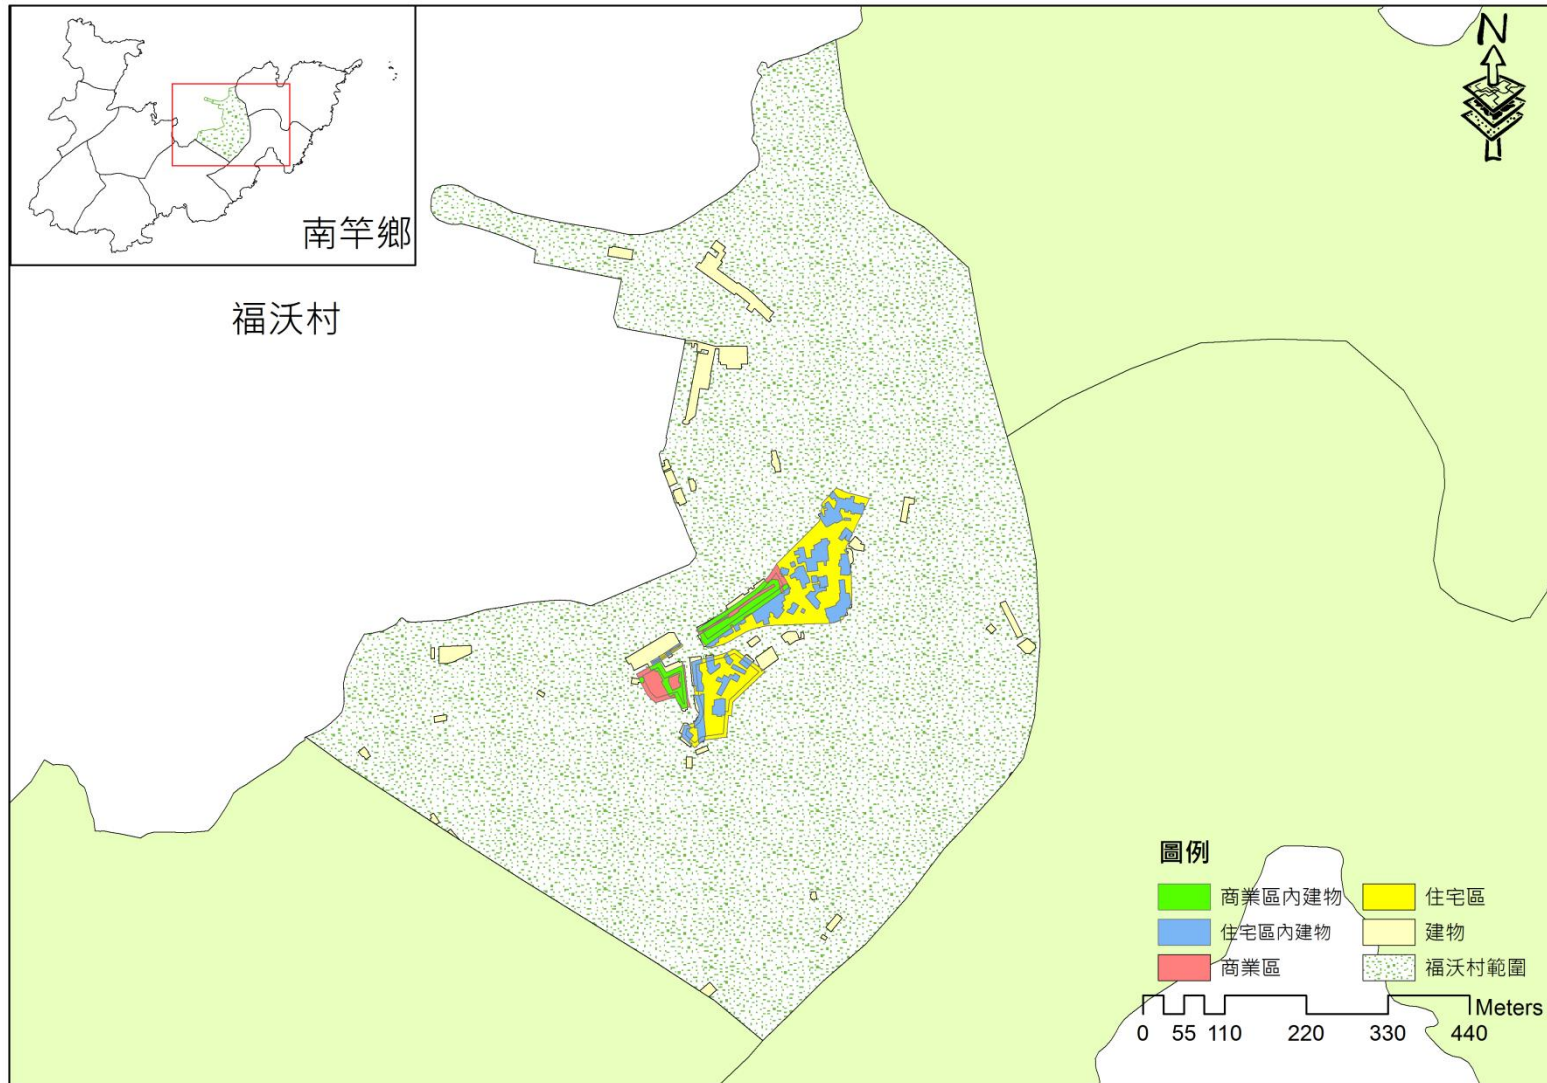 南竿鄉
N
福沃村
圖例
商業區內建物
住宅區
住宅區內建物
建物
商業區
福沃村範圍
Meters
0 55 110 220 330 440